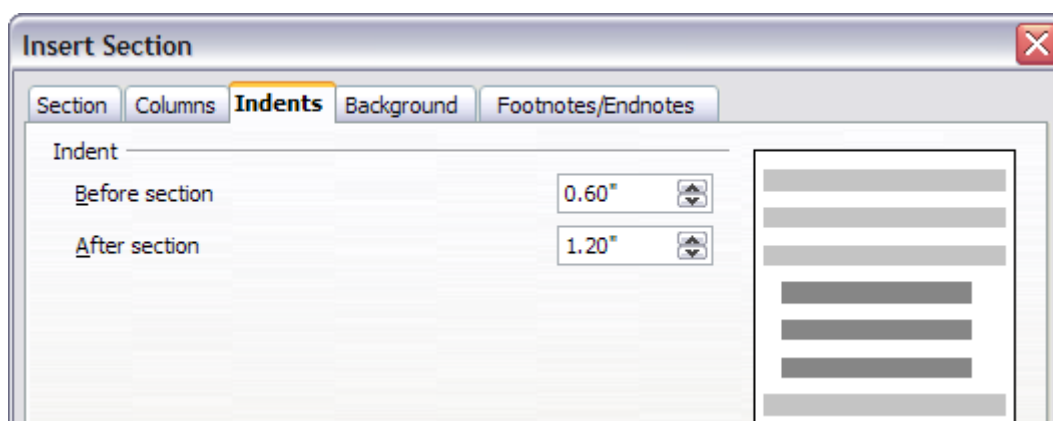 Insert Section
Section Columns Indents Background Footnotes/Endnotes
Indent
Before section 0.60"
After section 1.20"